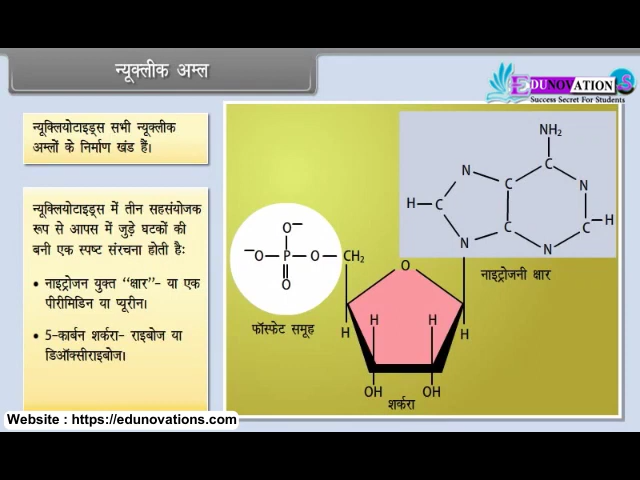 न्यूक्लीक अम्ल
EDUNOVATIONS
Success Secret For Students
न्यूक्लियोटाइड्स सभी न्यूक्लीक
अम्लों के निर्माण खंड हैं।
न्यूक्लियोटाइड्स में तीन सहसंयोजक
रूप से आपस में जुड़े घटकों की
बनी एक स्पष्ट संरचना होती हैः
• नाइट्रोजन युक्त “क्षार”- या एक
पीरीमिडिन या प्यूरीन।
• 5-कार्बन शर्करा- राइबोज या
डिऑक्सीराइबोज।
NH₂
C
N
C
N
H
C
C
C
H
N
N
नाइट्रोजनी क्षार
O−
−O
P
O
CH₂
O
फॉस्फेट समूह
O
H
H
H
H
OH
OH
शर्करा
Website : https://edunovations.com